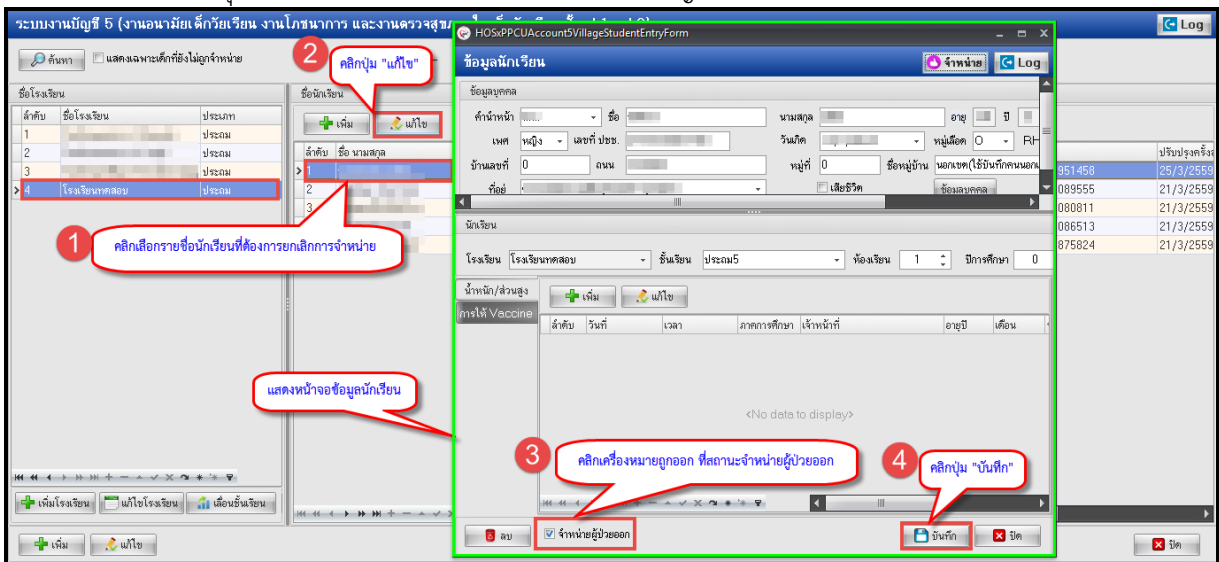 ระบบงานบัญชี 5 (งานอนามัยเด็กวัยเรียน งานโภชนาการ และงานตรวจสุข
Log
ค้นหา
แสดงเฉพาะเด็กที่ยังไม่ถูกจำหน่าย
2
คลิกปุ่ม "แก้ไข"
ชื่อโรงเรียน
ลำดับ ชื่อโรงเรียน ประเภท
1 ประถม
2 ประถม
3 ประถม
4 โรงเรียนทดสอบ ประถม
ชื่อนักเรียน
เพิ่ม แก้ไข
ลำดับ ชื่อ นามสกุล
1
2
3
1
คลิกเลือกรายชื่อนักเรียนที่ต้องการยกเลิกการจำหน่าย
ปรับปรุงครั้ง
951458 25/3/2559
089555 21/3/2559
080811 21/3/2559
086513 21/3/2559
875824 21/3/2559
HOSxPPCUAccount5VillageStudentEntryForm
ข้อมูลนักเรียน จำหน่าย Log
ข้อมูลบุคคล
คำนำหน้า ชื่อ นามสกุล อายุ ปี
เพศ หญิง เลขที่ ปชช. วันเกิด หมู่เลือด O RH
บ้านเลขที่ 0 ถนน หมู่ที่ 0 ชื่อหมู่บ้าน นอกเขต(ใช้บันทึกคนนอก
ที่อยู่ เสียชีวิต ข้อมูลบุคคล
นักเรียน
โรงเรียน โรงเรียนทดสอบ ชั้นเรียน ประถม5 ห้องเรียน 1 ปีการศึกษา 0
น้ำหนัก/ส่วนสูง
การให้ Vaccine
เพิ่ม แก้ไข
ลำดับ วันที่ เวลา ภาคการศึกษา เจ้าหน้าที่ อายุปี เดือน
แสดงหน้าจอข้อมูลนักเรียน
<No data to display>
3
คลิกเครื่องหมายถูกออก ที่สถานะจำหน่ายผู้ป่วยออก
4
คลิกปุ่ม "บันทึก"
เพิ่มโรงเรียน แก้ไขโรงเรียน เลื่อนชั้นเรียน
ลบ จำหน่ายผู้ป่วยออก บันทึก ปิด
เพิ่ม แก้ไข ปิด